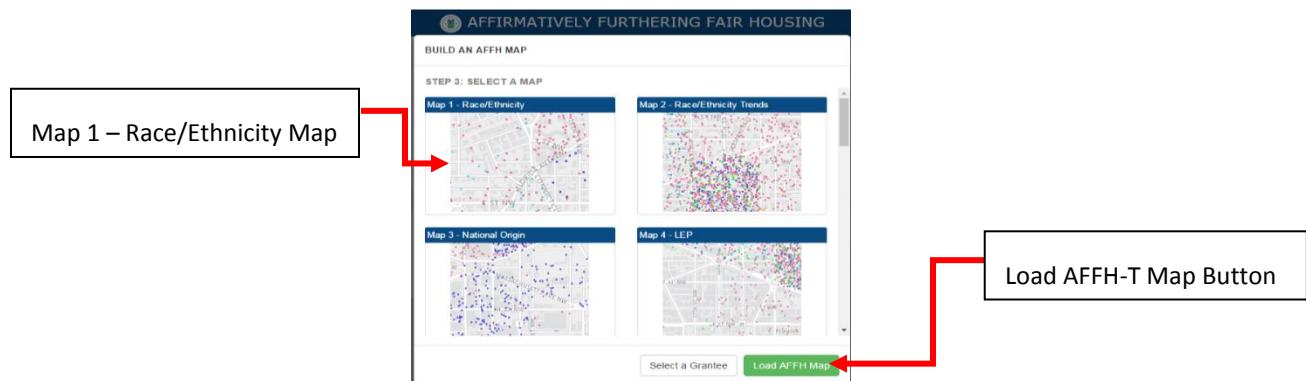 AFFIRMATIVELY FURTHERING FAIR HOUSING
BUILD AN AFFH MAP
STEP 3: SELECT A MAP
Map 1 - Race/Ethnicity
Map 2 - Race/Ethnicity Trends
Map 1 – Race/Ethnicity Map
Map 3 - National Origin
Map 4 - LEP
Load AFFH-T Map Button
Select a Grantee
Load AFFH Map